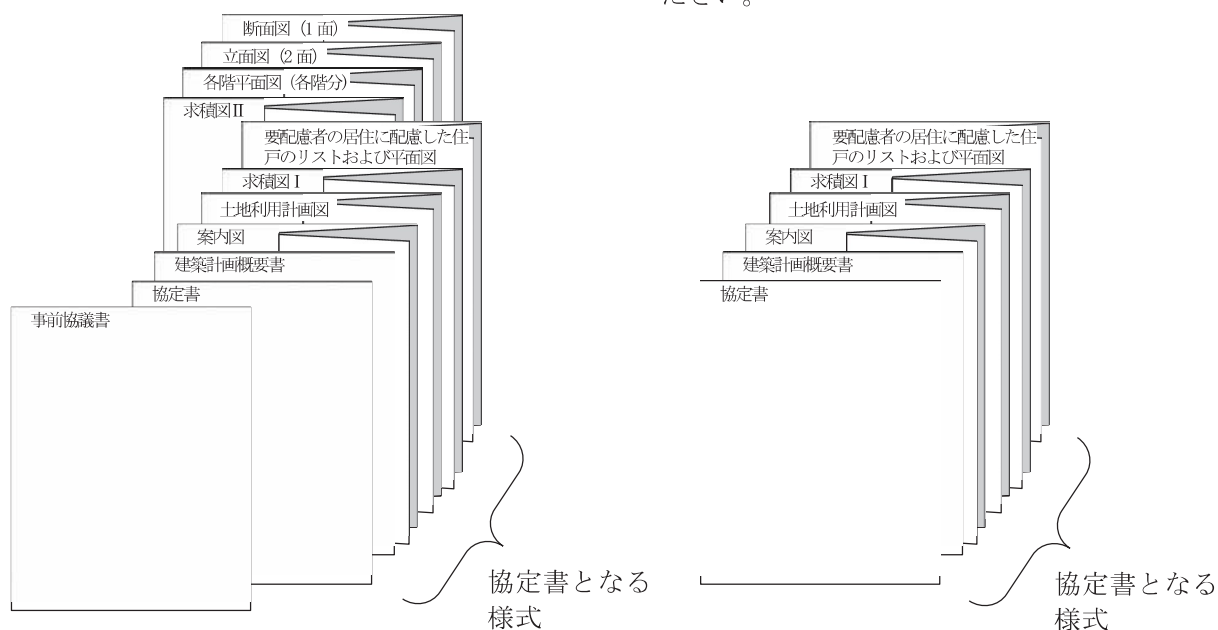 ださい。
断面図（1面）
立面図（2面）
各階平面図（各階分）
求積図Ⅱ
要配慮者の居住に配慮した住
戸のリストおよび平面図
求積図Ⅰ
土地利用計画図
案内図
建築計画概要書
協定書
事前協議書
協定書となる
様式
要配慮者の居住に配慮した住
戸のリストおよび平面図
求積図Ⅰ
土地利用計画図
案内図
建築計画概要書
協定書
協定書となる
様式